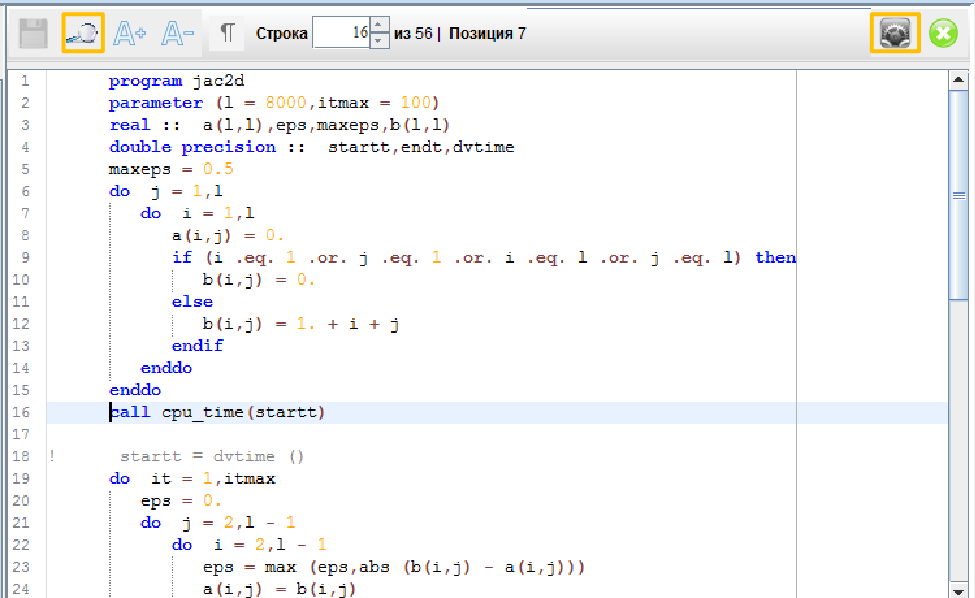 A+ A- ¶ Строка 16 из 56 | Позиция 7
1 program jac2d
2 parameter (l = 8000,itmax = 100)
3 real :: a(l,l),eps,maxeps,b(l,l)
4 double precision :: startt,endt,dvtime
5 maxeps = 0.5
6 do j = 1,l
7 do i = 1,l
8 a(i,j) = 0.
9 if (i .eq. 1 .or. j .eq. 1 .or. i .eq. l .or. j .eq. l) then
10 b(i,j) = 0.
11 else
12 b(i,j) = 1. + i + j
13 endif
14 enddo
15 enddo
16 call cpu_time(startt)
17
18 ! startt = dvtime ()
19 do it = 1,itmax
20 eps = 0.
21 do j = 2,l - 1
22 do i = 2,l - 1
23 eps = max (eps,abs (b(i,j) - a(i,j)))
24 a(i,j) = b(i,j)